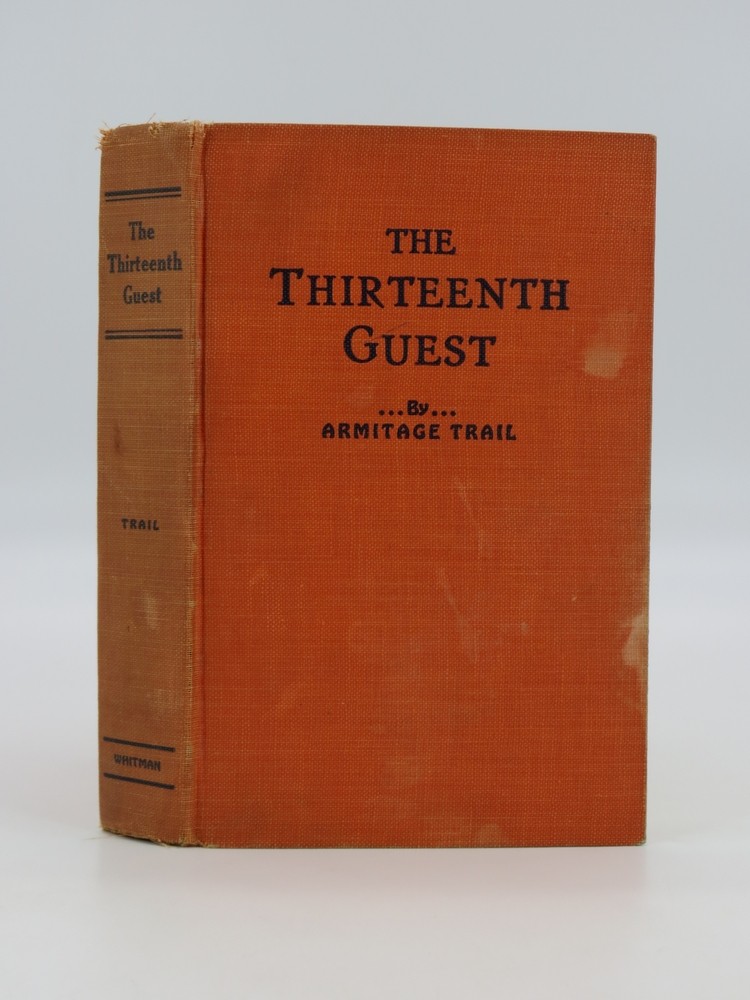 The
Thirteenth
Guest
TRAIL
WHITMAN
THE
THIRTEENTH
GUEST
...By...
ARMITAGE TRAIL